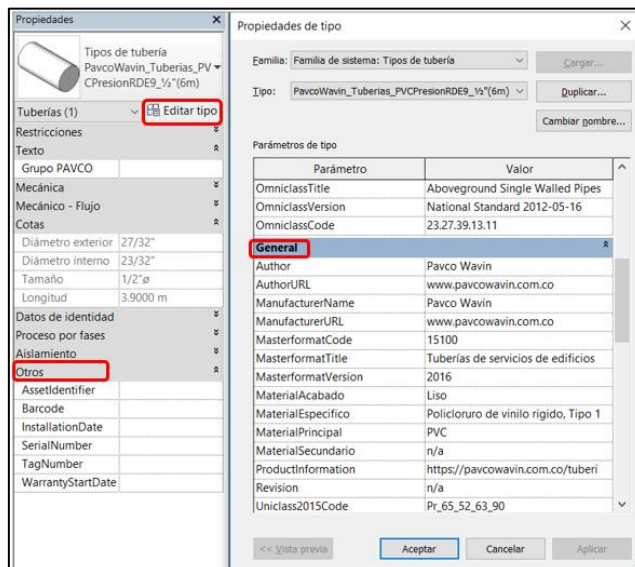 Propiedades
Tipos de tubería
PavcoWavin_Tuberias_PV
CPresionRDE9_½"(6m)
Tuberías (1)
Editar tipo
Restricciones
Texto
Grupo PAVCO
Mecánica
Mecánico - Flujo
Cotas
Diámetro exterior 27/32"
Diámetro interno 23/32"
Tamaño 1/2"ø
Longitud 3.9000 m
Datos de identidad
Proceso por fases
Aislamiento
Otros
AssetIdentifier
Barcode
InstallationDate
SerialNumber
TagNumber
WarrantyStartDate
Propiedades de tipo
Familia: Familia de sistema: Tipos de tubería Cargar...
Tipo: PavcoWavin_Tuberias_PVCPresionRDE9_½"(6m) Duplicar...
Cambiar nombre...
Parámetros de tipo
Parámetro Valor
OmniclassTitle Aboveground Single Walled Pipes
OmniclassVersion National Standard 2012-05-16
OmniclassCode 23.27.39.13.11
General
Author Pavco Wavin
AuthorURL www.pavcowavin.com.co
ManufacturerName Pavco Wavin
ManufacturerURL www.pavcowavin.com.co
MasterformatCode 15100
MasterformatTitle Tuberías de servicios de edificios
MasterformatVersion 2016
MaterialAcabado Liso
MaterialEspecifico Policloruro de vinilo rigido, Tipo 1
MaterialPrincipal PVC
MaterialSecundario n/a
ProductInformation https://pavcowavin.com.co/tuberi
Revision n/a
Uniclass2015Code Pr_65_52_63_90
<< Vista previa Aceptar Cancelar Aplicar